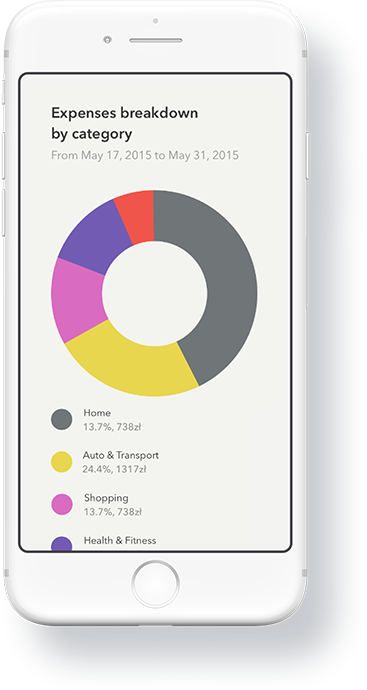 Expenses breakdown
by category
From May 17, 2015 to May 31, 2015
Home
13.7%, 738zł
Auto & Transport
24.4%, 1317zł
Shopping
13.7%, 738zł
Health & Fitness